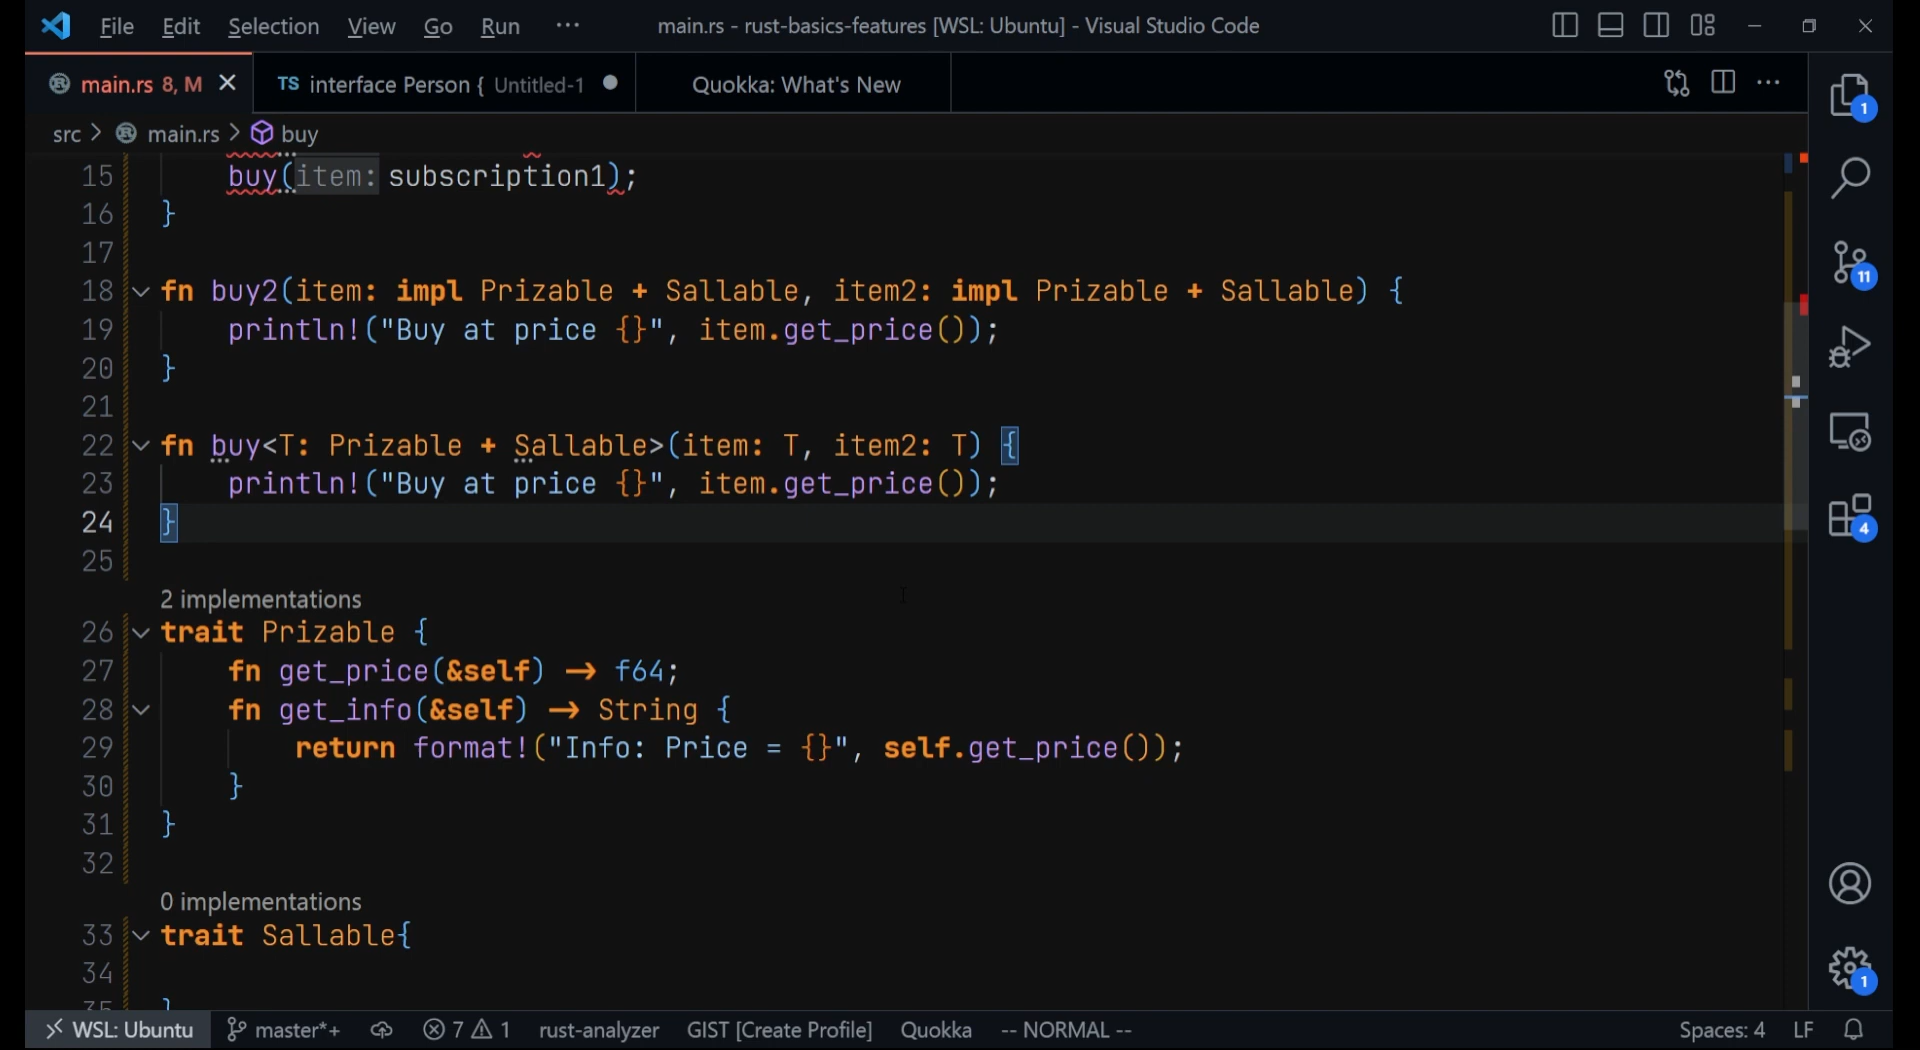 File Edit Selection View Go Run ··· main.rs - rust-basics-features [WSL: Ubuntu] - Visual Studio Code
main.rs 8, M TS interface Person { Untitled-1 Quokka: What's New
src > main.rs > buy
15 buy(item: subscription1);
16 }
17
18 fn buy2(item: impl Prizable + Sallable, item2: impl Prizable + Sallable) {
19 println!("Buy at price {}", item.get_price());
20 }
21
22 fn buy<T: Prizable + Sallable>(item: T, item2: T) {
23 println!("Buy at price {}", item.get_price());
24 }
25
2 implementations
26 trait Prizable {
27 fn get_price(&self) → f64;
28 fn get_info(&self) → String {
29 return format!("Info: Price = {}", self.get_price());
30 }
31 }
32
0 implementations
33 trait Sallable{
34
35 }
1
11
4
1
WSL: Ubuntu master*+ 7 1 rust-analyzer GIST [Create Profile] Quokka -- NORMAL -- Spaces: 4 LF